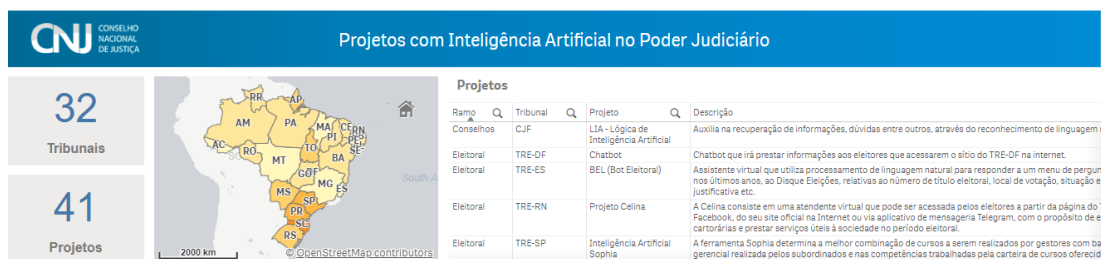 CNJ
CONSELHO
NACIONAL
DE JUSTIÇA
Projetos com Inteligência Artificial no Poder Judiciário
32
Tribunais
41
Projetos
RR
AP
AM
PA
MA
CE
RN
PI
AC
RO
TO
SE
MT
BA
GO
MG
ES
MS
SP
PR
SC
RS
South A
2000 km
© OpenStreetMap contributors
Projetos
Ramo Tribunal Projeto Descrição
Conselhos CJF LIA - Lógica de Auxilia na recuperação de informações, dúvidas entre outros, através do reconhecimento de linguagem
Inteligência Artificial
Eleitoral TRE-DF Chatbot Chatbot que irá prestar informações aos eleitores que acessarem o sítio do TRE-DF na internet.
Eleitoral TRE-ES BEL (Bot Eleitoral) Assistente virtual que utiliza processamento de linguagem natural para responder a um menu de pergun
nos últimos anos, ao Disque Eleições, relativas ao número de título eleitoral, local de votação, situação e
justificativa etc.
Eleitoral TRE-RN Projeto Celina A Celina consiste em uma atendente virtual que pode ser acessada pelos eleitores a partir da página do
Facebook, do seu site oficial na Internet ou via aplicativo de mensageria Telegram, com o propósito de e
cartorárias e prestar serviços úteis à sociedade no período eleitoral.
Eleitoral TRE-SP Inteligência Artificial A ferramenta Sophia determina a melhor combinação de cursos a serem realizados por gestores com ba
Sophia gerencial realizada pelos subordinados e nas competências trabalhadas pela carteira de cursos oferecid